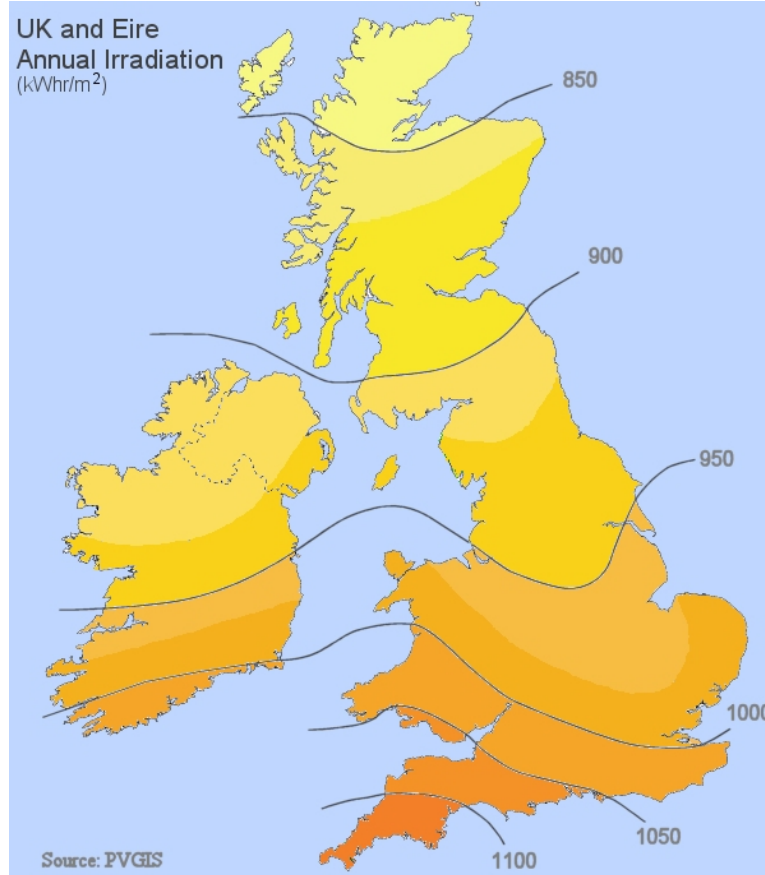 UK and Eire
Annual Irradiation
(kWhr/m²)
850
900
950
1000
1050
1100
Source: PVGIS